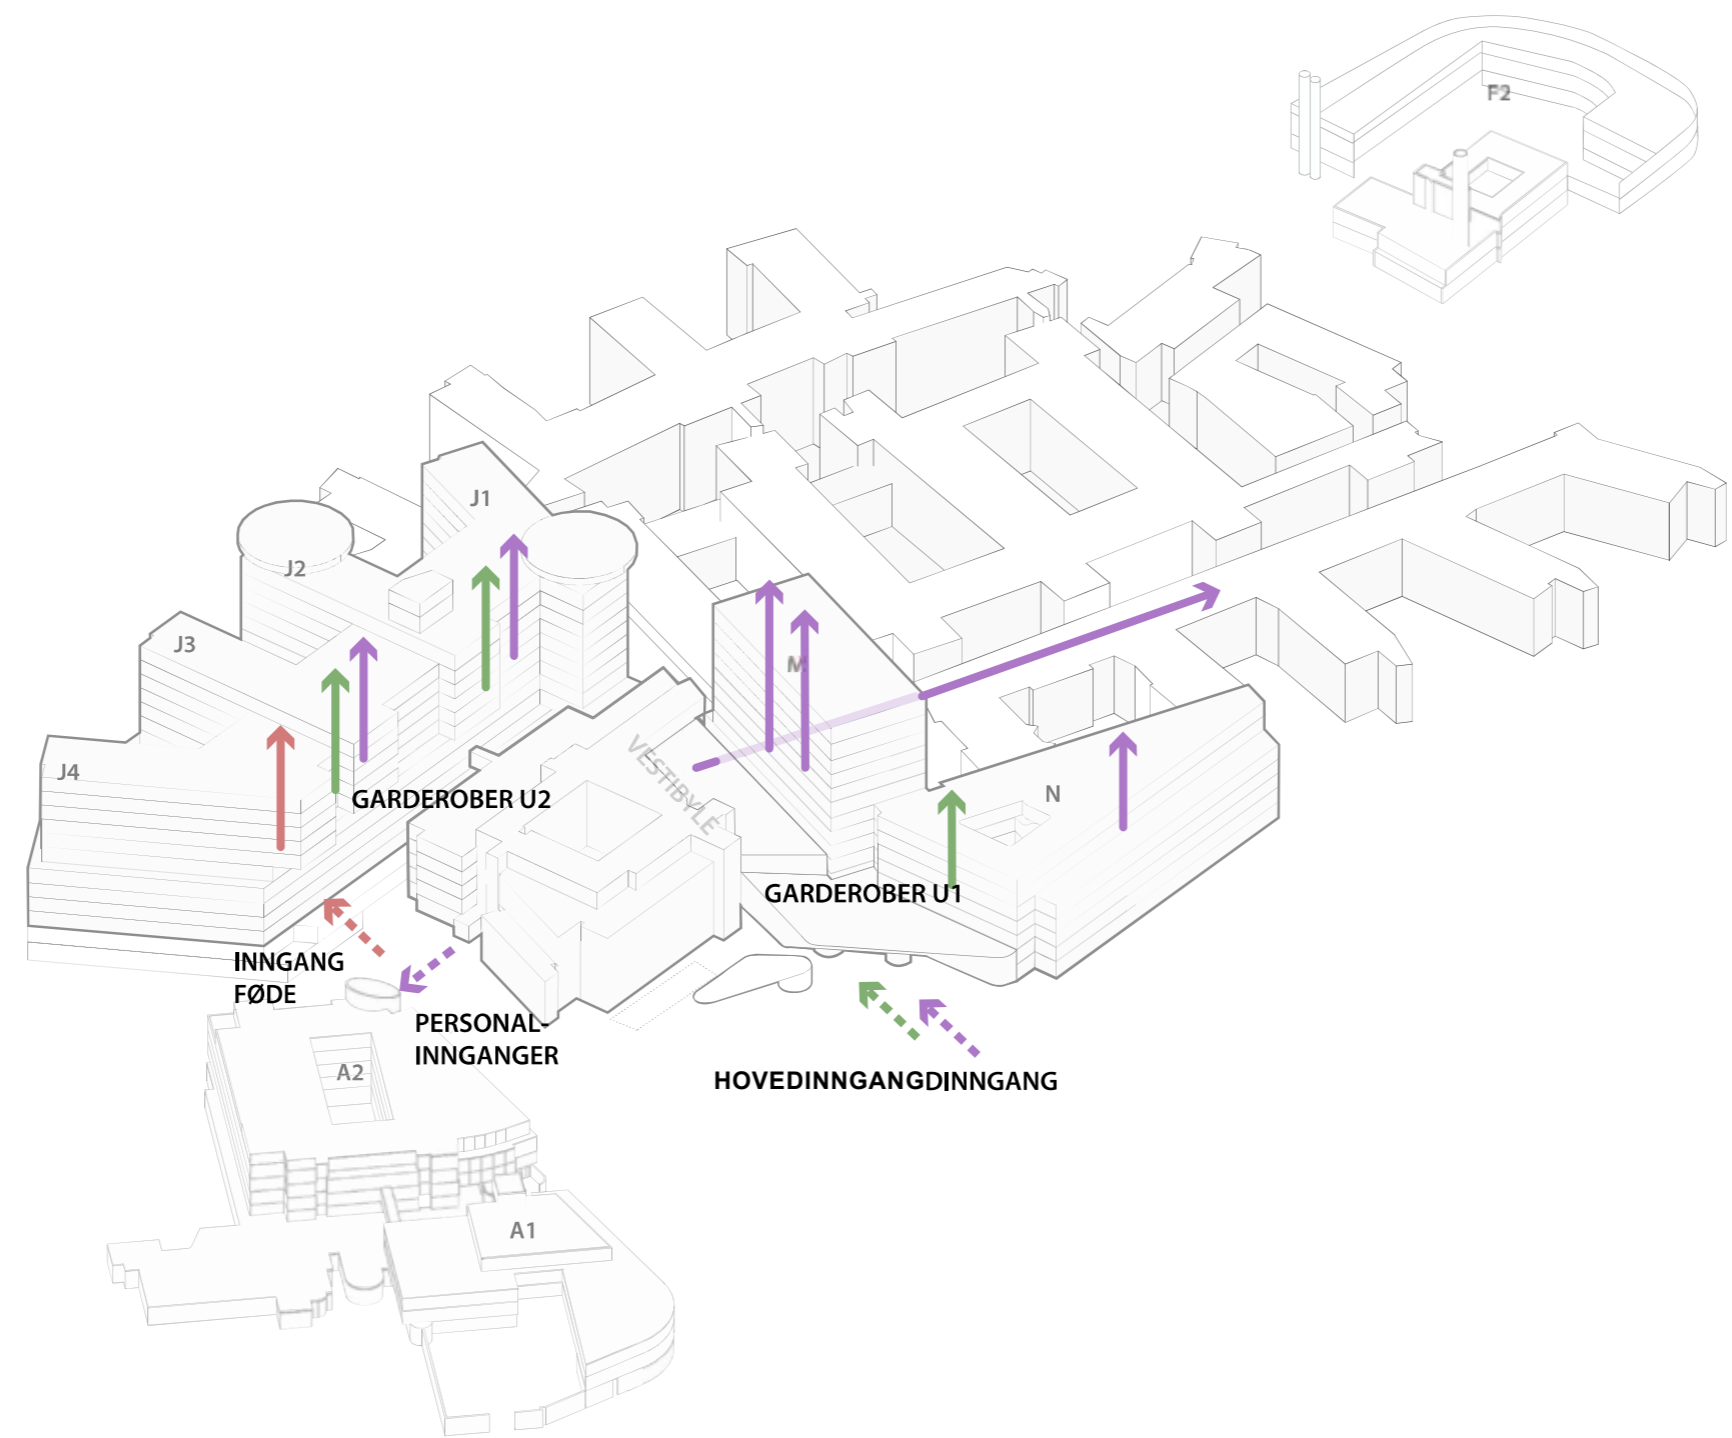 F2
J1
J2
J3
M
VESTIBYLE
J4
N
GARDEROBER U2
GARDEROBER U1
INNGANG
FØDE
PERSONAL-
INNGANGER
A2
HOVEDINNGANGDINNGANG
A1